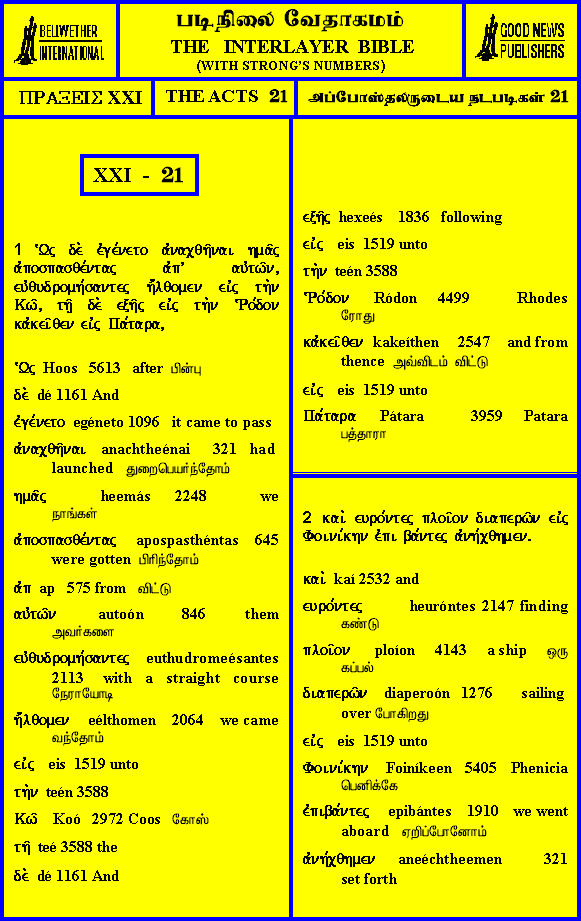 BELIWETHER
INTERNATIONAL
படிநிலை வேதாகமம்
THE INTERLAYER BIBLE
(WITH STRONG'S NUMBERS)
GOOD NEWS
PUBLISHERS
ΠΡΑΞΕΙΣ XXI
THE ACTS 21
அப்போஸ்தலருடைய நடபடிகள் 21
XXI - 21
1 Ὡς δὲ ἐγένετο ἀναχθῆναι ημᾶς
ἀποσπασθέντας ἀπ' αὐτῶν,
εὐθυδρομήσαντες ἤλθομεν εἰς τὴν
Κῶ, τῇ δὲ εξῆς εἰς τὴν Ῥόδον
κἀκεῖθεν εἰς Πάταρα,
Ὡς Hoos 5613 after பின்பு
δὲ dé 1161 And
ἐγένετο egéneto 1096 it came to pass
ἀναχθῆναι anachtheénai 321 had
launched துறைபெயர்ந்தோம்
ημᾶς heemás 2248 we
நாங்கள்
ἀποσπασθέντας apospasthéntas 645
were gotten பிரிந்தோம்
ἀπ ap 575 from விட்டு
αὐτῶν autoón 846 them
அவர்களை
εὐθυδρομήσαντες euthudromeésantes
2113 with a straight course
நேராயோடி
ἤλθομεν eélthomen 2064 we came
வந்தோம்
εἰς eis 1519 unto
τὴν teén 3588
Κῶ Koó 2972 Coos கோஸ்
τῇ teé 3588 the
δὲ dé 1161 And
εξῆς hexeés 1836 following
εἰς eis 1519 unto
τὴν teén 3588
Ῥόδον Ródon 4499 Rhodes
ரோது
κἀκεῖθεν kakeíthen 2547 and from
thence அவ்விடம் விட்டு
εἰς eis 1519 unto
Πάταρα Pátara 3959 Patara
பத்தாரா
2 καὶ ευρόντες πλοῖον διαπερῶν εἰς
Φοινίκην ἐπι βάντες ἀνήχθημεν.
καὶ kaí 2532 and
ευρόντες heuróntes 2147 finding
கண்டு
πλοῖον ploíon 4143 a ship ஒரு
கப்பல்
διαπερῶν diaperoón 1276 sailing
over போகிறது
εἰς eis 1519 unto
Φοινίκην Foiníkeen 5405 Phenicia
பெனிக்கே
ἐπιβάντες epibántes 1910 we went
aboard ஏறிப்போனோம்
ἀνήχθημεν aneéchtheemen 321
set forth